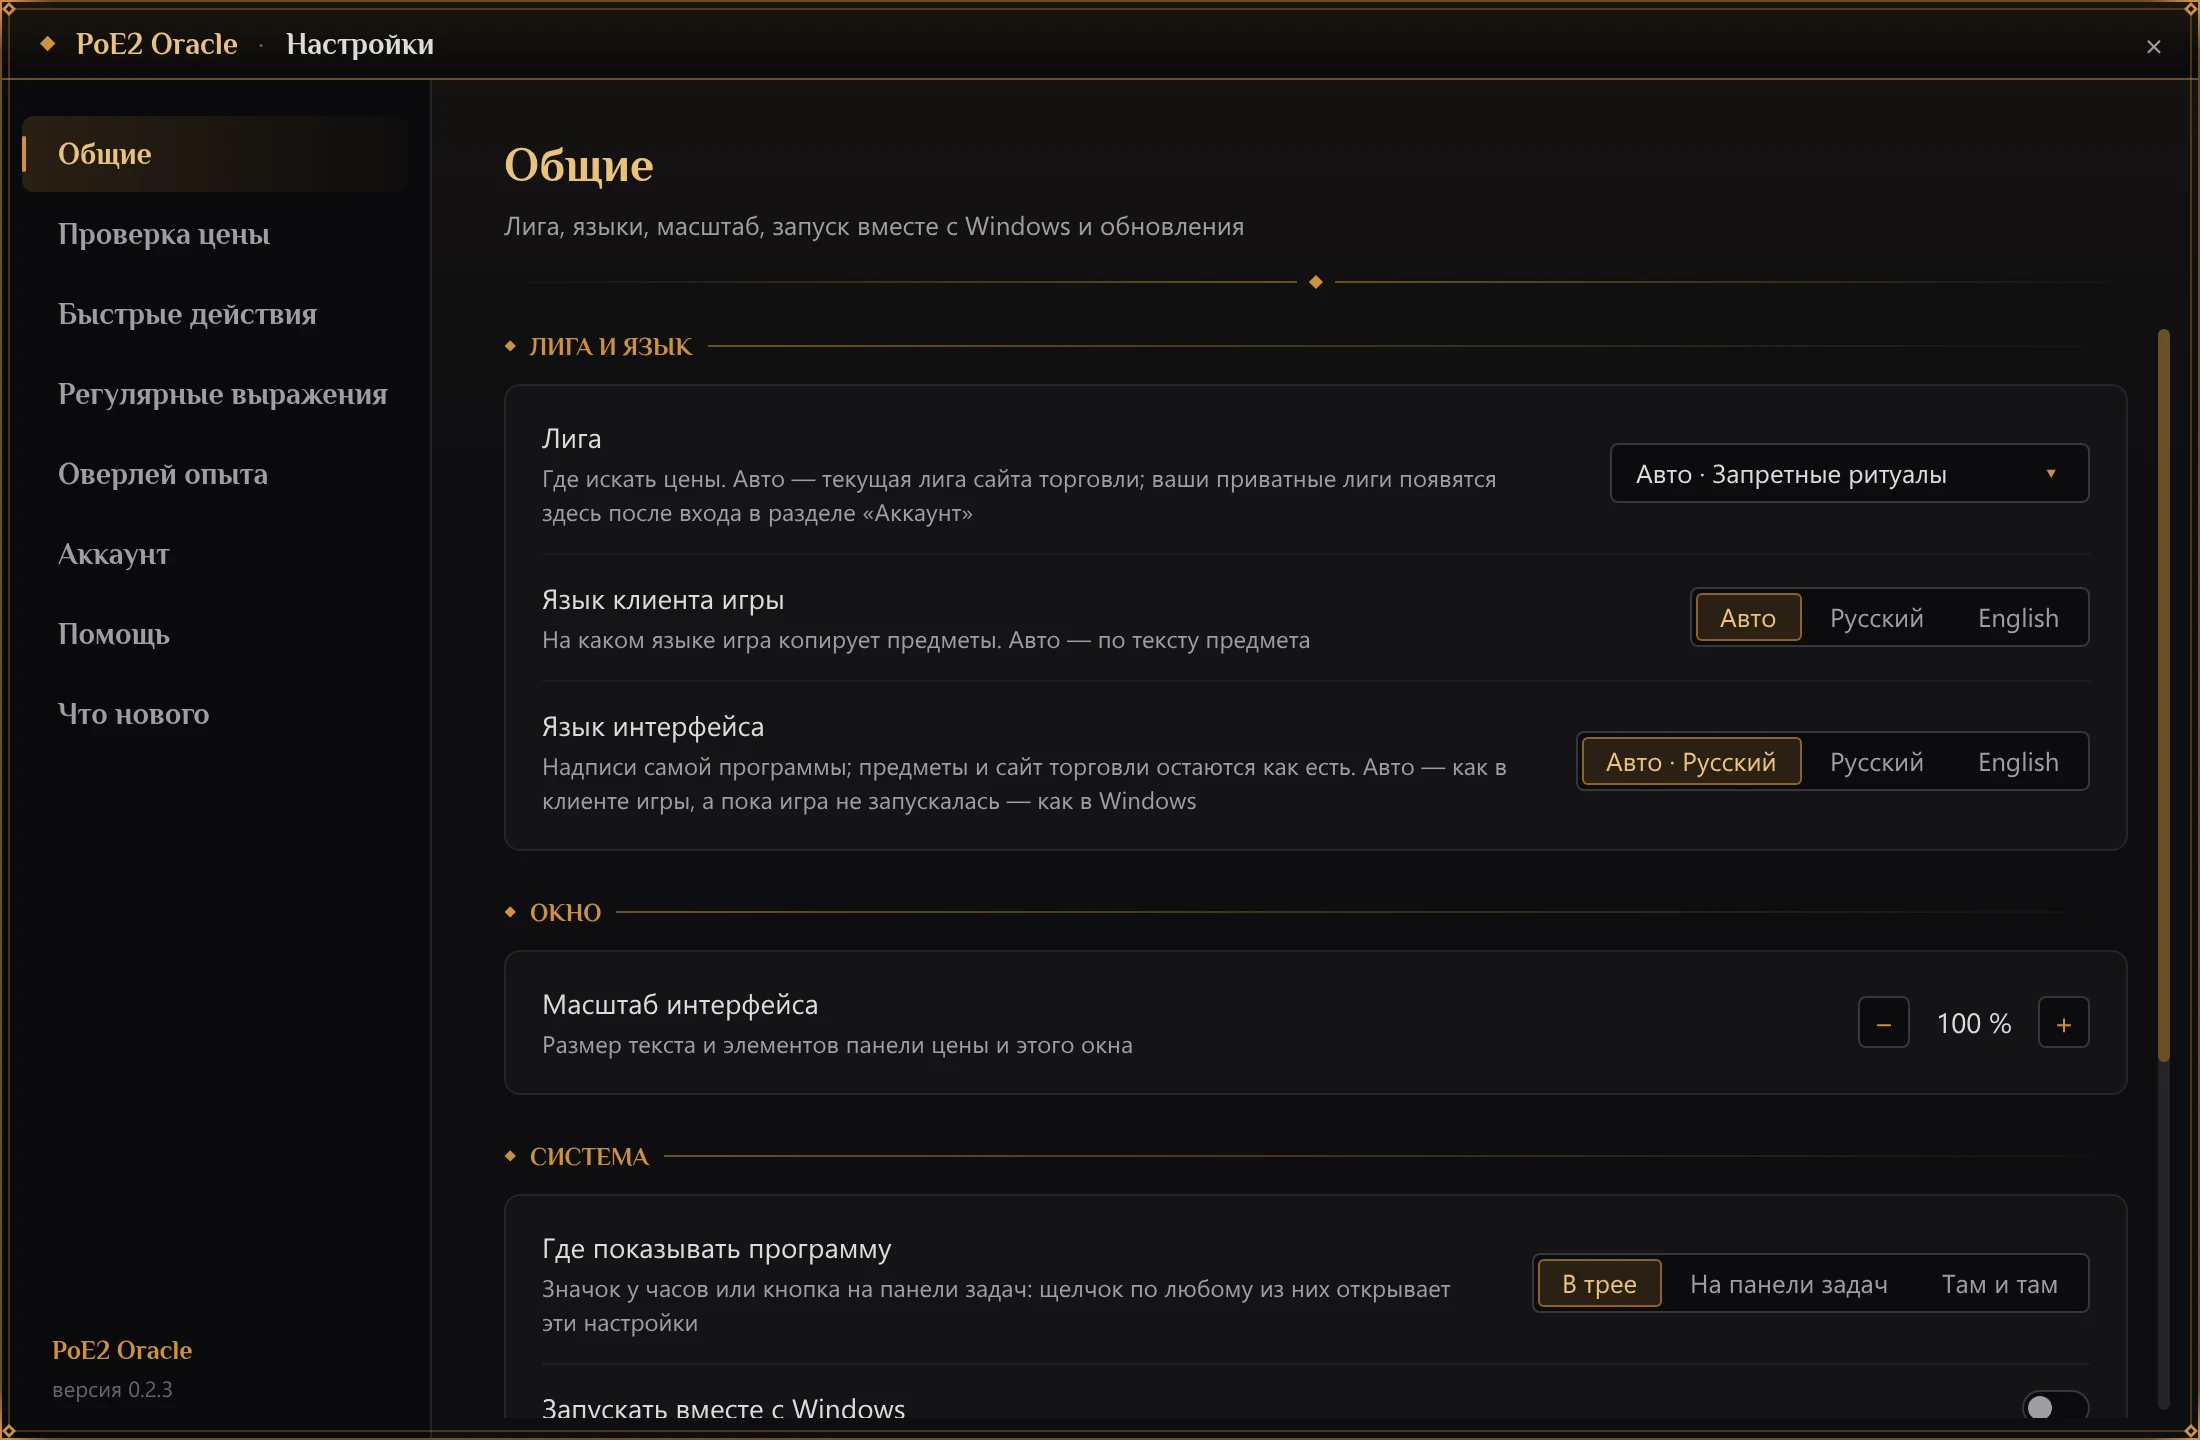 PoE2 Oracle · Настройки
×
Общие
Проверка цены
Быстрые действия
Регулярные выражения
Оверлей опыта
Аккаунт
Помощь
Что нового
PoE2 Oracle
версия 0.2.3
Общие
Лига, языки, масштаб, запуск вместе с Windows и обновления
ЛИГА И ЯЗЫК
Лига
Где искать цены. Авто — текущая лига сайта торговли; ваши приватные лиги появятся
здесь после входа в разделе «Аккаунт»
Авто · Запретные ритуалы
Язык клиента игры
На каком языке игра копирует предметы. Авто — по тексту предмета
Авто Русский English
Язык интерфейса
Надписи самой программы; предметы и сайт торговли остаются как есть. Авто — как в
клиенте игры, а пока игра не запускалась — как в Windows
Авто · Русский Русский English
ОКНО
Масштаб интерфейса
Размер текста и элементов панели цены и этого окна
– 100 % +
СИСТЕМА
Где показывать программу
Значок у часов или кнопка на панели задач: щелчок по любому из них открывает
эти настройки
В трее На панели задач Там и там
Запускать вместе с Windows